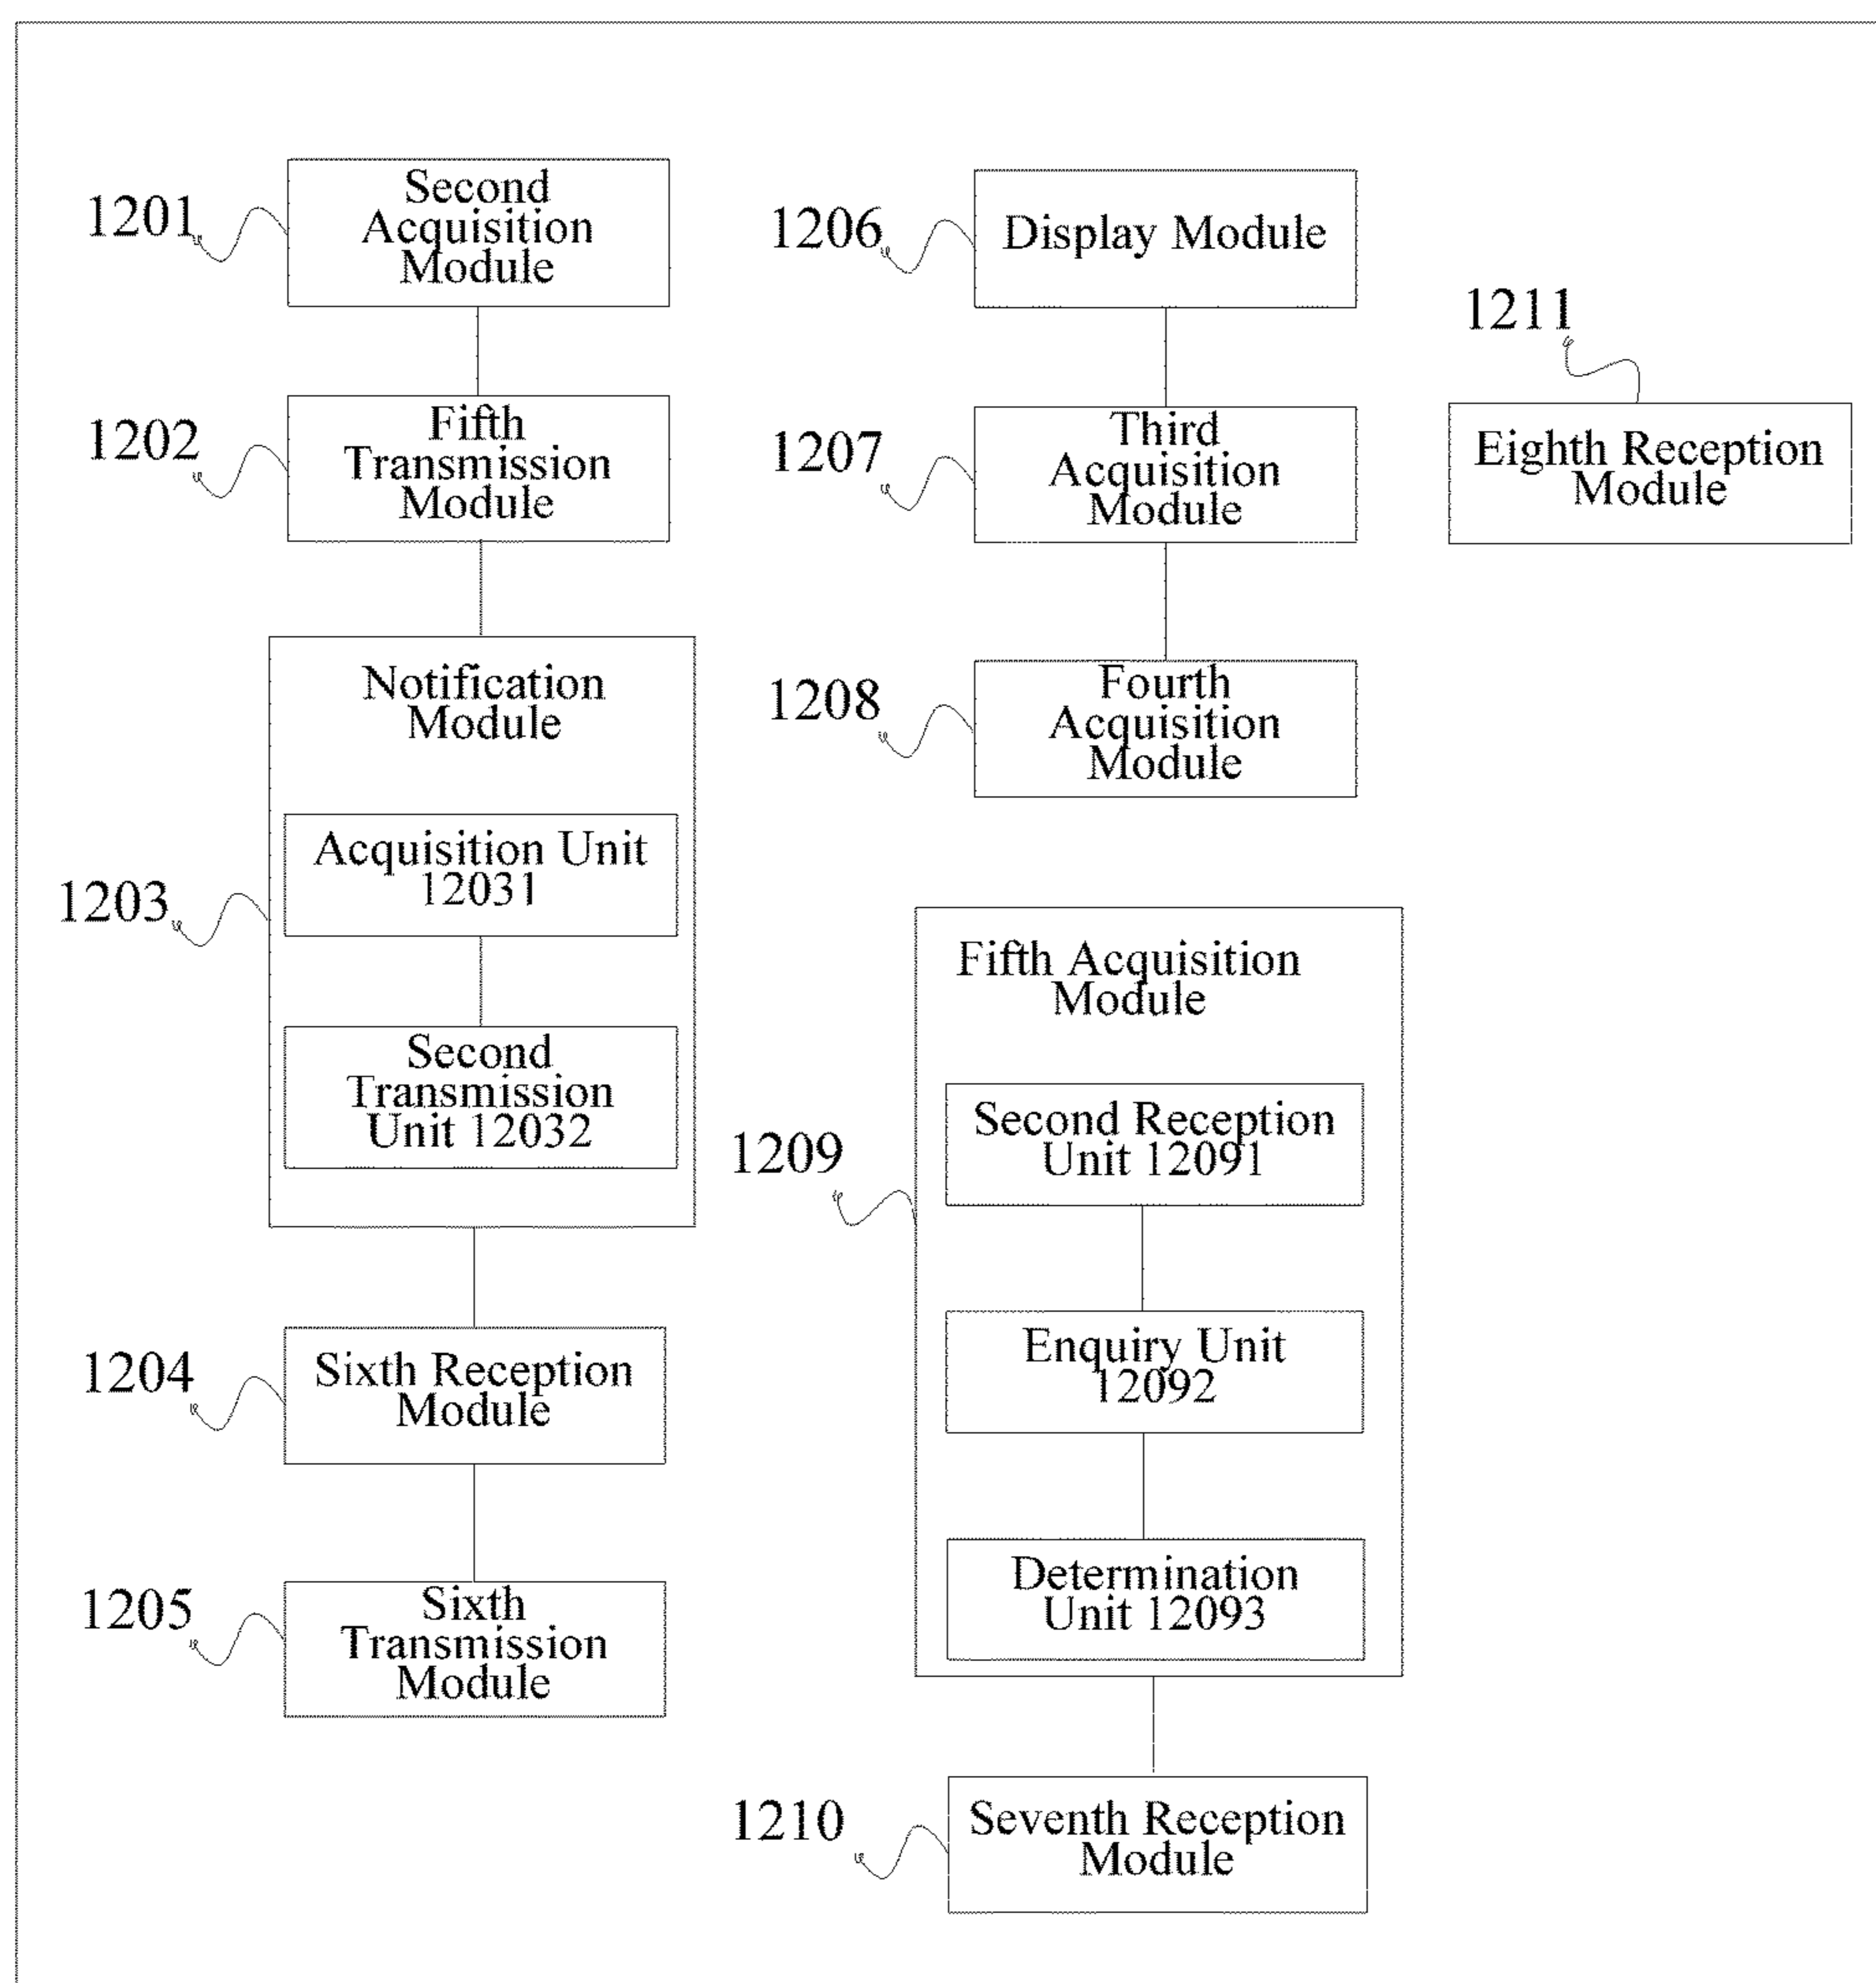 1201
Second
Acquisition
Module
1202
Fifth
Transmission
Module
1203
Notification
Module
Acquisition Unit
12031
Second
Transmission
Unit 12032
1204
Sixth Reception
Module
1205
Sixth
Transmission
Module
1206
Display Module
1207
Third
Acquisition
Module
1208
Fourth
Acquisition
Module
1209
Fifth Acquisition
Module
Second Reception
Unit 12091
Enquiry Unit
12092
Determination
Unit 12093
1210
Seventh Reception
Module
1211
Eighth Reception
Module